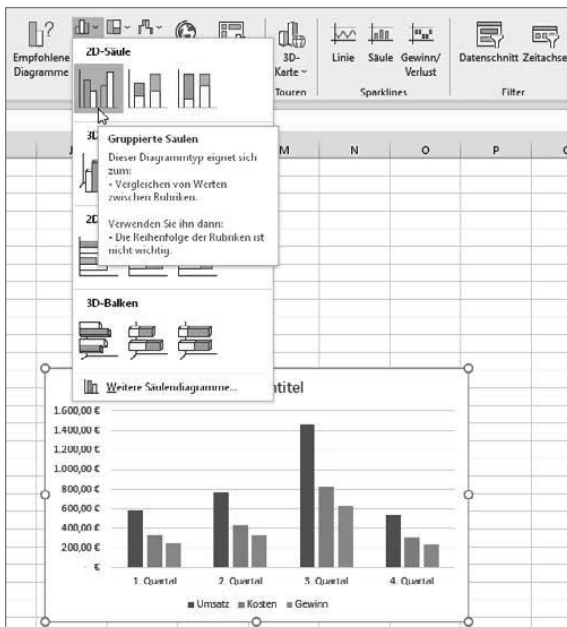 Empfohlene
Diagramme
3D-
Karte
Touren
Linie
Säule
Gewinn/
Verlust
Sparklines
Datenschnitt
Zeitachse
Filter
2D-Säule
Gruppierte Säulen
Dieser Diagrammtyp eignet sich
zum:
• Vergleichen von Werten
zwischen Rubriken.
Verwenden Sie ihn dann:
• Die Reihenfolge der Rubriken ist
nicht wichtig.
M N O P
3D-Balken
Weitere Säulendiagramme...
1.600,00 €
1.400,00 €
1.200,00 €
1.000,00 €
800,00 €
600,00 €
400,00 €
200,00 €
- €
1. Quartal 2. Quartal 3. Quartal 4. Quartal
Umsatz Kosten Gewinn